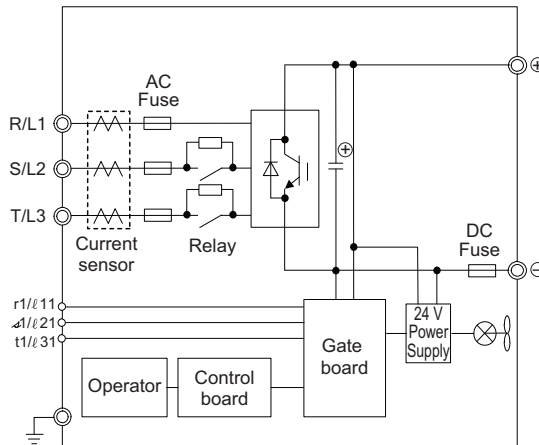 AC
Fuse
R/L1
S/L2
T/L3
Current
sensor
Relay
DC
Fuse
+
+
−
r1/ℓ11
s1/ℓ21
t1/ℓ31
24 V
Power
Supply
Gate
board
Operator
Control
board